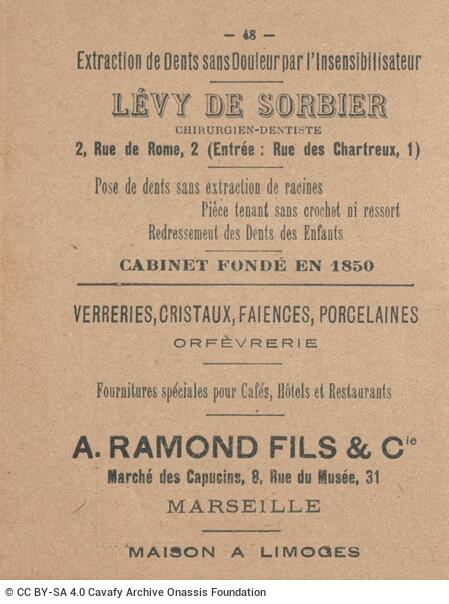 — 48 —
Extraction de Dents sans Douleur par l'Insensibilisateur
LÉVY DE SORBIER
CHIRURGIEN-DENTISTE
2, Rue de Rome, 2 (Entrée : Rue des Chartreux, 1)
Pose de dents sans extraction de racines
Pièce tenant sans crochet ni ressort
Redressement des Dents des Enfants
CABINET FONDÉ EN 1850
VERRERIES, CRISTAUX, FAIENCES, PORCELAINES
ORFÈVRERIE
Fournitures spéciales pour Cafés, Hôtels et Restaurants
A. RAMOND FILS & Cie
Marché des Capucins, 8, Rue du Musée, 31
MARSEILLE
MAISON A LIMOGES
© CC BY-SA 4.0 Cavafy Archive Onassis Foundation